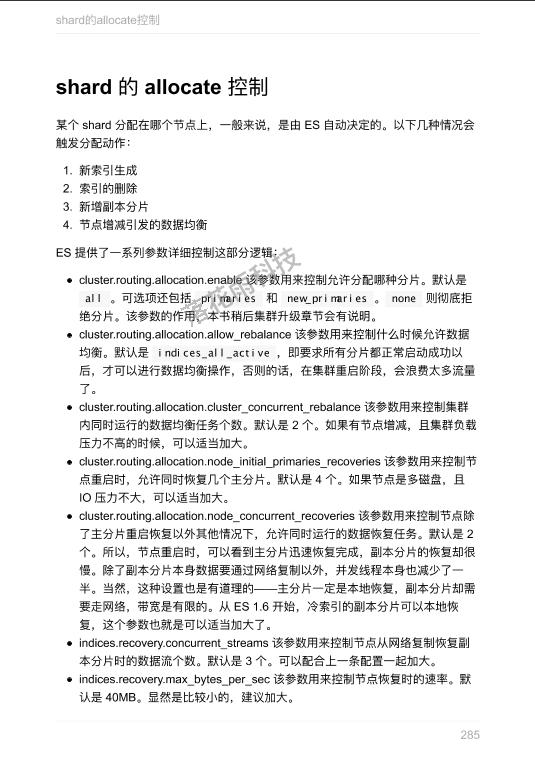 shard的allocate控制
shard 的 allocate 控制
某个 shard 分配在哪个节点上，一般来说，是由 ES 自动决定的。以下几种情况会
触发分配动作：
1. 新索引生成
2. 索引的删除
3. 新增副本分片
4. 节点增减引发的数据均衡
ES 提供了一系列参数详细控制这部分逻辑：
落花雨科技
● cluster.routing.allocation.enable 该参数用来控制允许分配哪种分片。默认是
all 。可选项还包括 primaries 和 new_primaries 。 none 则彻底拒
绝分片。该参数的作用，本书稍后集群升级章节会有说明。
● cluster.routing.allocation.allow_rebalance 该参数用来控制什么时候允许数据
均衡。默认是 indices_all_active ，即要求所有分片都正常启动成功以
后，才可以进行数据均衡操作，否则的话，在集群重启阶段，会浪费太多流量
了。
● cluster.routing.allocation.cluster_concurrent_rebalance 该参数用来控制集群
内同时运行的数据均衡任务个数。默认是 2 个。如果有节点增减，且集群负载
压力不高的时候，可以适当加大。
● cluster.routing.allocation.node_initial_primaries_recoveries 该参数用来控制节
点重启时，允许同时恢复几个主分片。默认是 4 个。如果节点是多磁盘，且
IO 压力不大，可以适当加大。
● cluster.routing.allocation.node_concurrent_recoveries 该参数用来控制节点除
了主分片重启恢复以外其他情况下，允许同时运行的数据恢复任务。默认是 2
个。所以，节点重启时，可以看到主分片迅速恢复完成，副本分片的恢复却很
慢。除了副本分片本身数据要通过网络复制以外，并发线程本身也减少了一
半。当然，这种设置也是有道理的——主分片一定是本地恢复，副本分片却需
要走网络，带宽是有限的。从 ES 1.6 开始，冷索引的副本分片可以本地恢
复，这个参数也就是可以适当加大了。
● indices.recovery.concurrent_streams 该参数用来控制节点从网络复制恢复副
本分片时的数据流个数。默认是 3 个。可以配合上一条配置一起加大。
● indices.recovery.max_bytes_per_sec 该参数用来控制节点恢复时的速率。默
认是 40MB。显然是比较小的，建议加大。
285